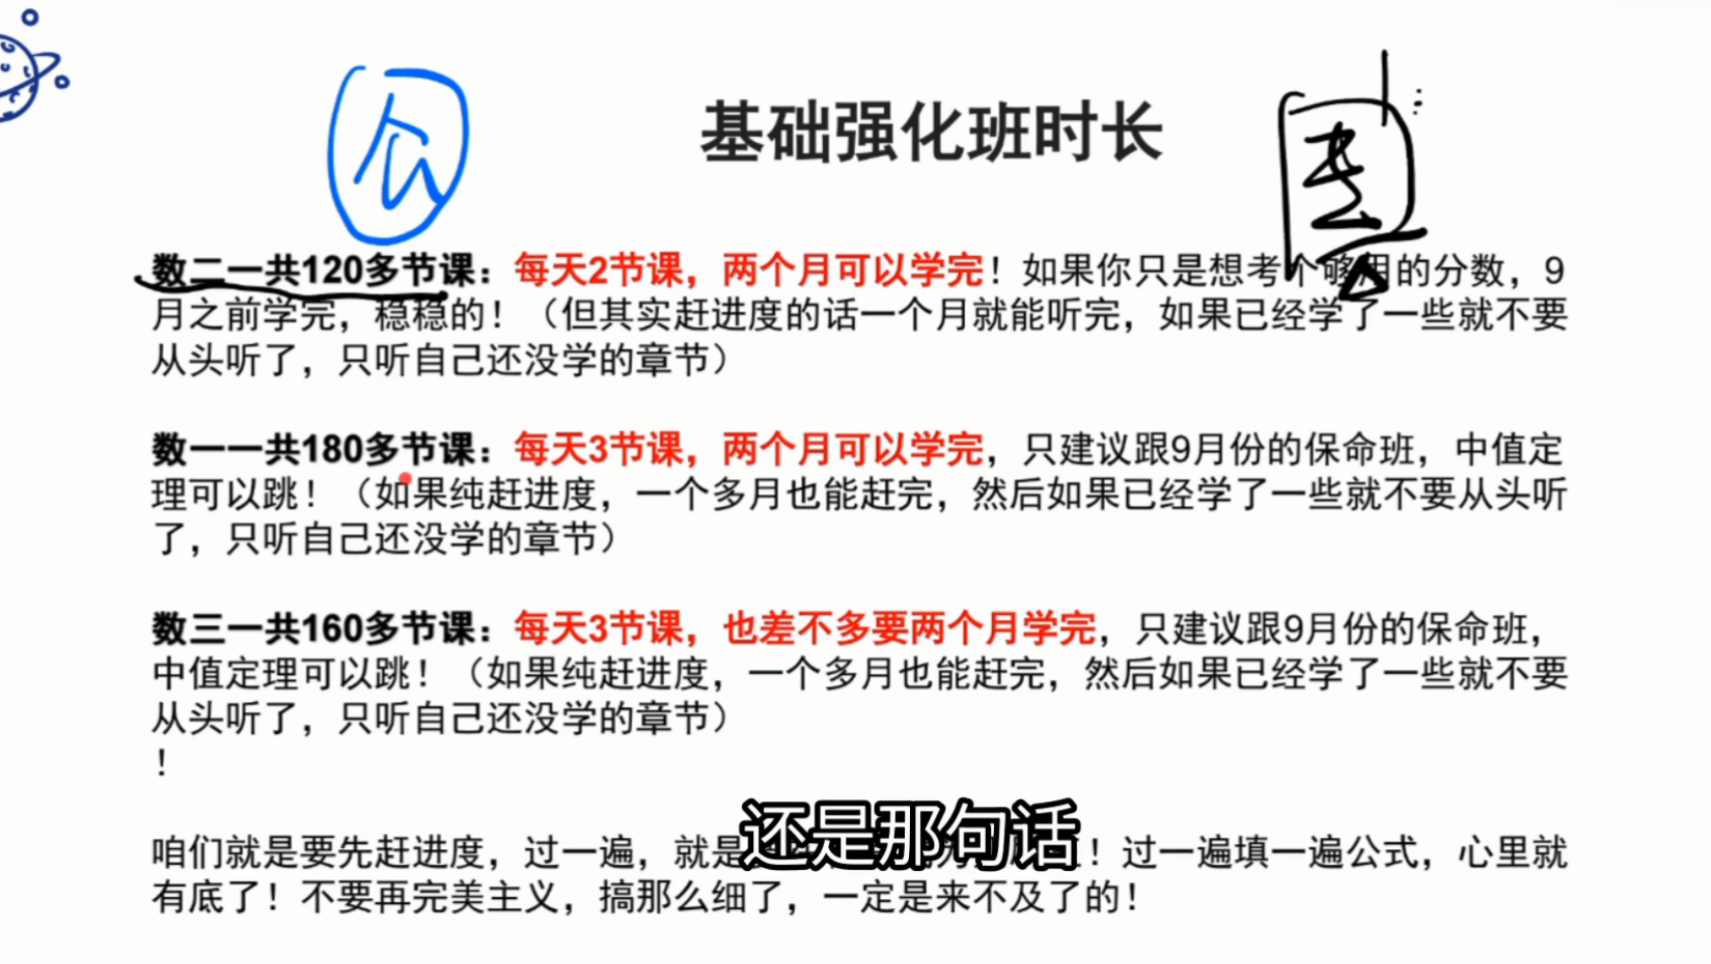 基础强化班时长
数二一共120多节课：每天2节课，两个月可以学完！如果你只是想考个够用的分数，9
月之前学完，稳稳的！（但其实赶进度的话一个月就能听完，如果已经学了一些就不要
从头听了，只听自己还没学的章节）
数一一共180多节课：每天3节课，两个月可以学完，只建议跟9月份的保命班，中值定
理可以跳！（如果纯赶进度，一个多月也能赶完，然后如果已经学了一些就不要从头听
了，只听自己还没学的章节）
数三一共160多节课：每天3节课，也差不多要两个月学完，只建议跟9月份的保命班，
中值定理可以跳！（如果纯赶进度，一个多月也能赶完，然后如果已经学了一些就不要
从头听了，只听自己还没学的章节）
！
还是那句话
咱们就是要先赶进度，过一遍，就是！过一遍填一遍公式，心里就
有底了！不要再完美主义，搞那么细了，一定是来不及了的！